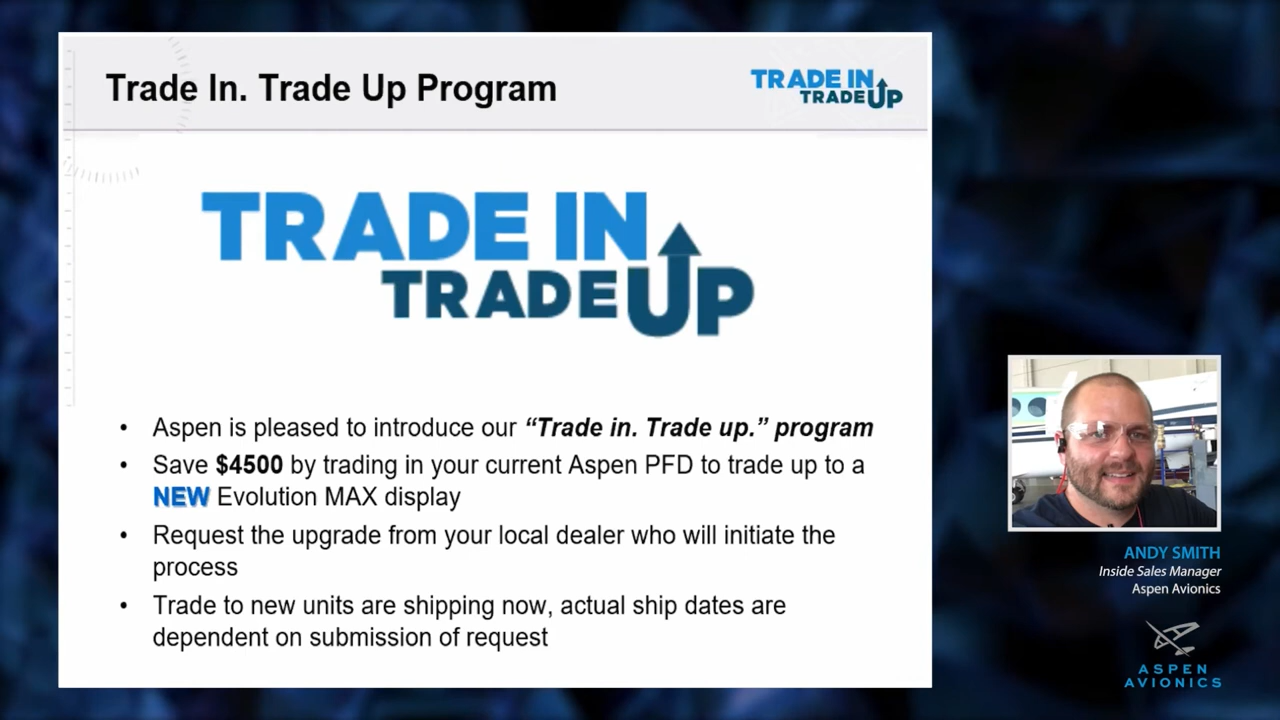 Trade In. Trade Up Program
TRADE IN
TRADE UP
TRADE IN
TRADE UP
• Aspen is pleased to introduce our “Trade in. Trade up.” program
• Save $4500 by trading in your current Aspen PFD to trade up to a
NEW Evolution MAX display
• Request the upgrade from your local dealer who will initiate the
process
• Trade to new units are shipping now, actual ship dates are
dependent on submission of request
ANDY SMITH
Inside Sales Manager
Aspen Avionics
ASPEN
AVIONICS